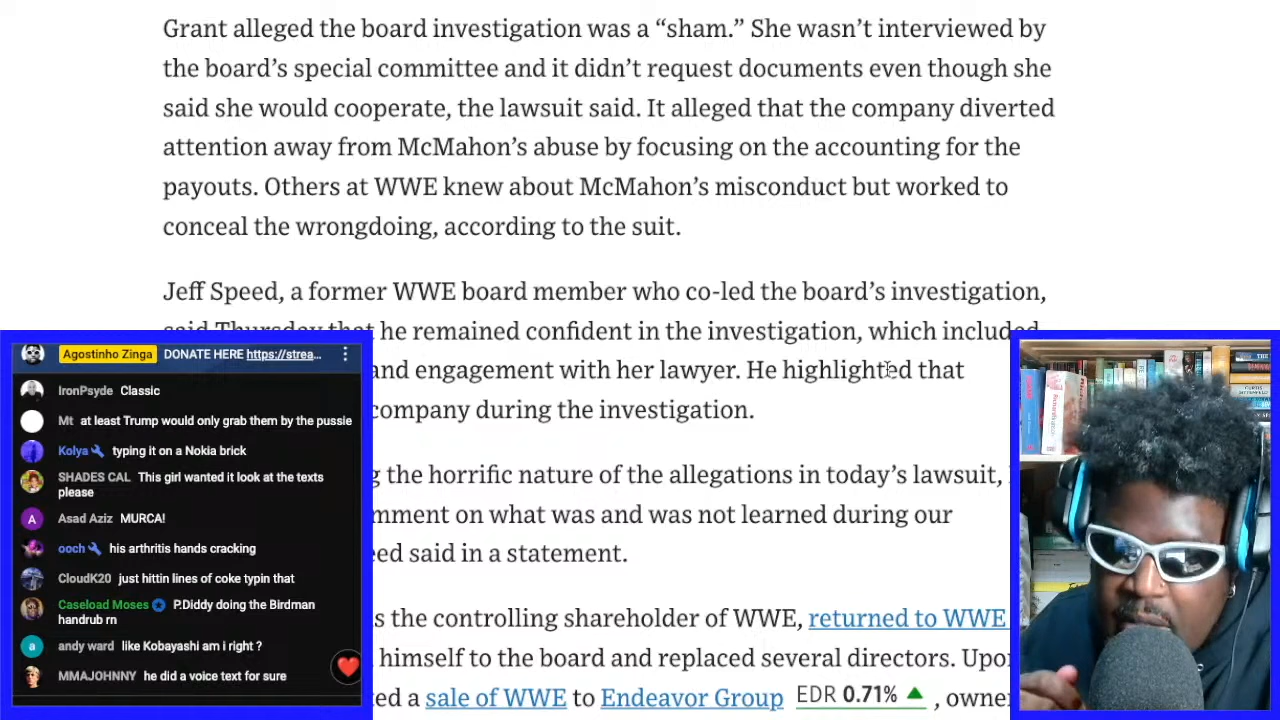 Grant alleged the board investigation was a “sham.” She wasn’t interviewed by
the board’s special committee and it didn’t request documents even though she
said she would cooperate, the lawsuit said. It alleged that the company diverted
attention away from McMahon’s abuse by focusing on the accounting for the
payouts. Others at WWE knew about McMahon’s misconduct but worked to
conceal the wrongdoing, according to the suit.
Jeff Speed, a former WWE board member who co-led the board’s investigation,
said Thursday that he remained confident in the investigation, which included
and engagement with her lawyer. He highlighted that
company during the investigation.
the horrific nature of the allegations in today’s lawsuit,
on what was and was not learned during our
said in a statement.
the controlling shareholder of WWE, returned to WWE
himself to the board and replaced several directors.
a sale of WWE to Endeavor Group EDR 0.71% ,
Agostinho Zinga DONATE HERE https://strea...
IronPsyde Classic
Mt at least Trump would only grab them by the pussie
Kolya typing it on a Nokia brick
SHADES CAL This girl wanted it look at the texts
please
A Asad Aziz MURCA!
ooch his arthritis hands cracking
CloudK20 just hittin lines of coke typin that
Caseload Moses P.Diddy doing the Birdman
handrub rn
a andy ward like Kobayashi am i right ?
MMAJOHNNY he did a voice text for sure